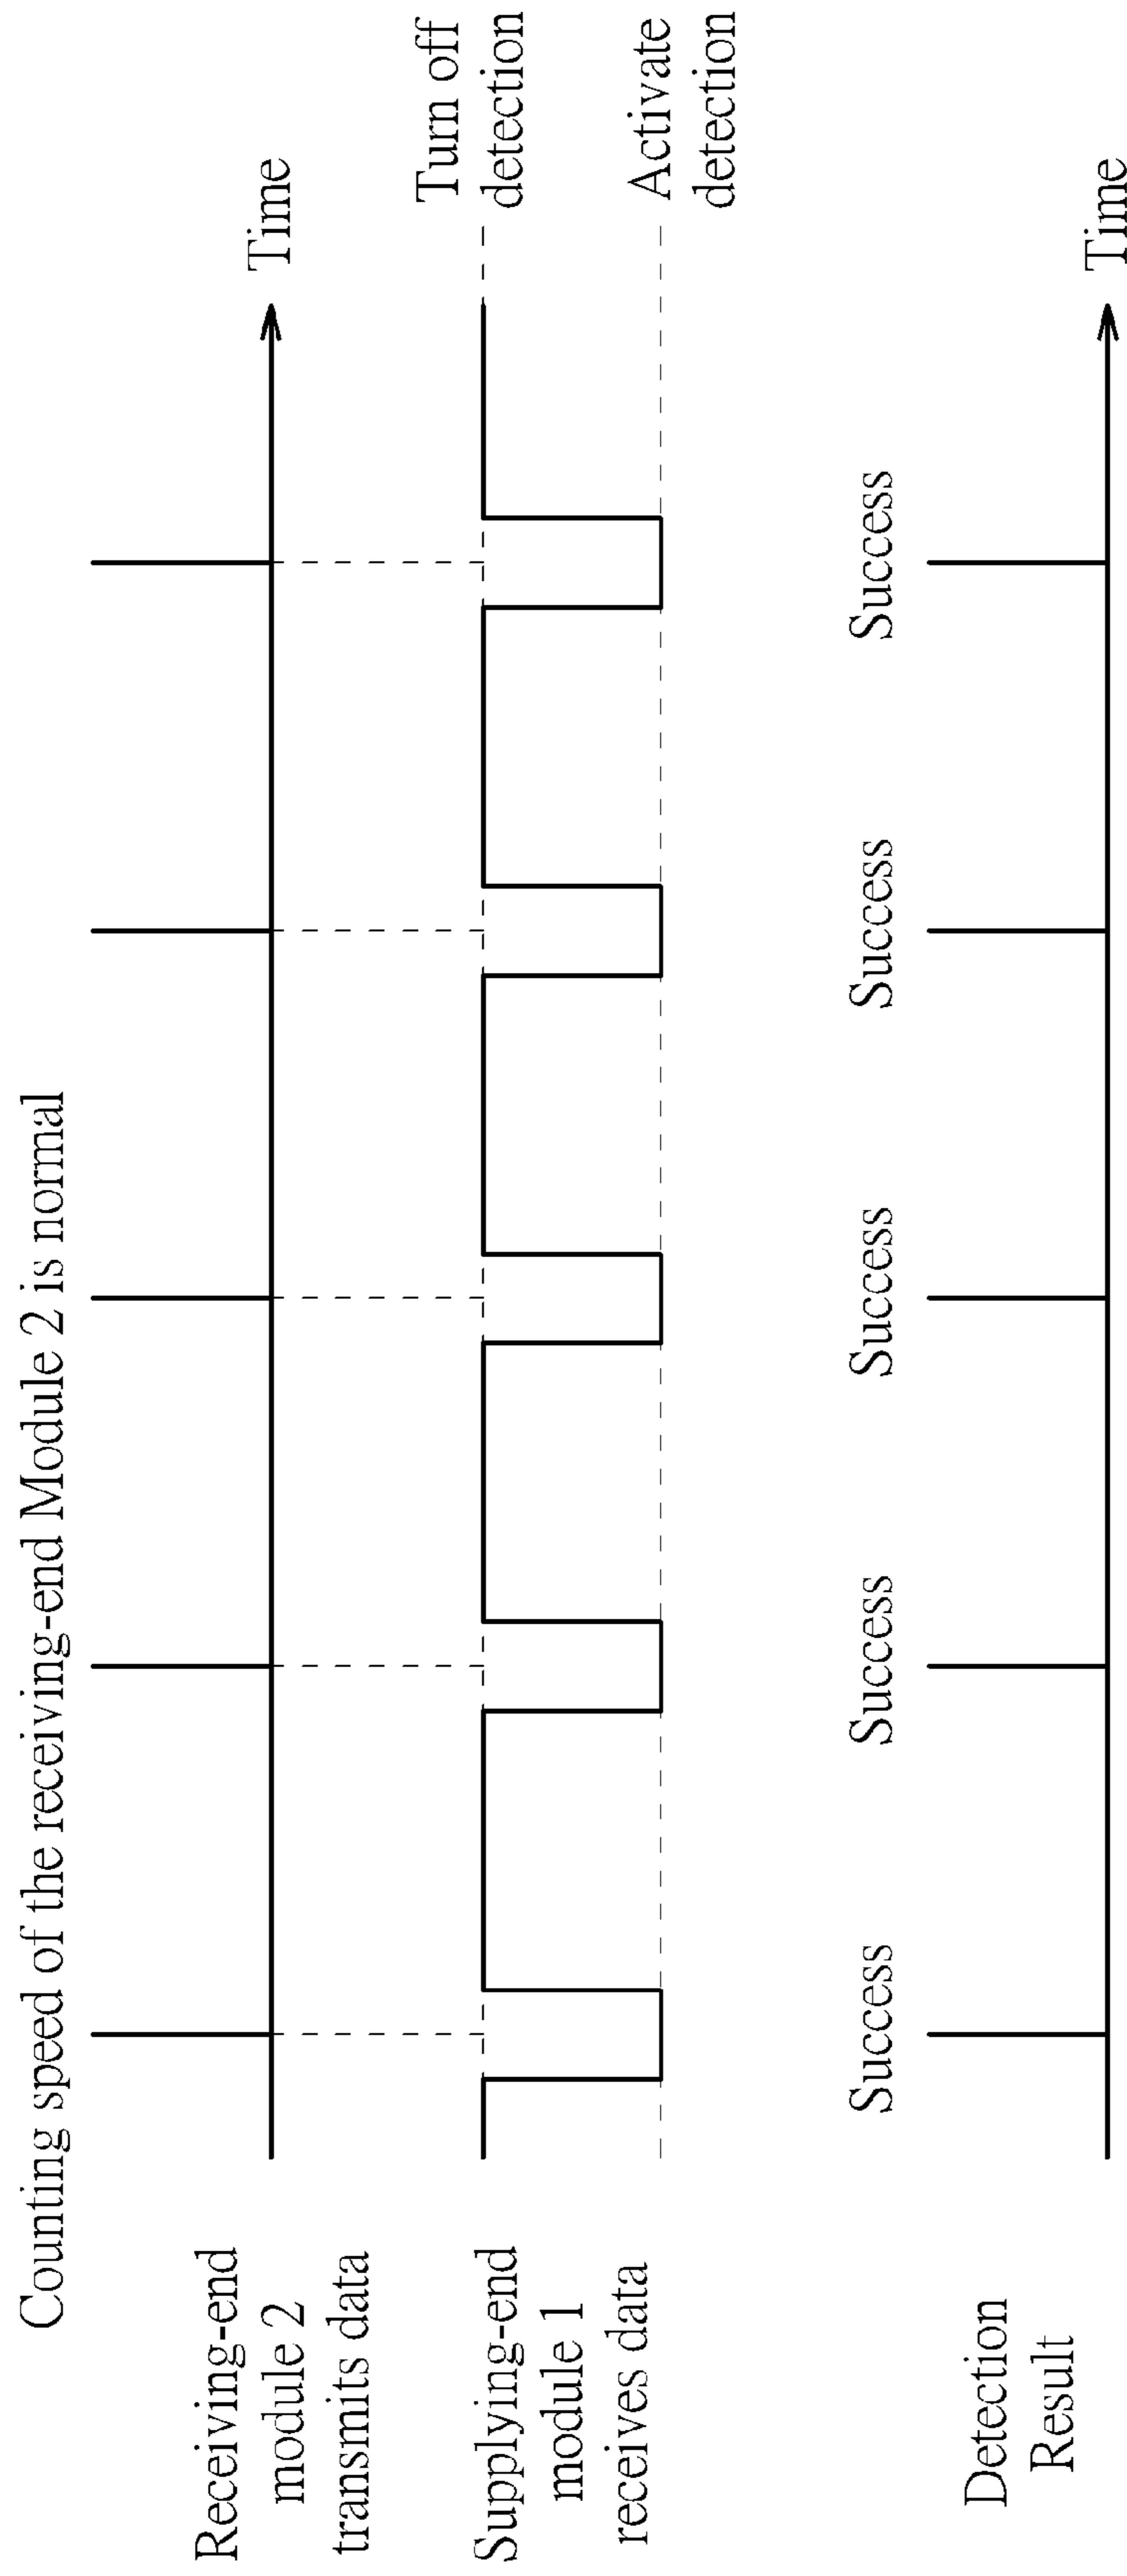 Counting speed of the receiving-end Module 2 is normal
Receiving-end
module 2
transmits data
Time
Supplying-end
module 1
receives data
Turn off
detection
Activate
detection
Success
Success
Success
Success
Success
Detection
Result
Time